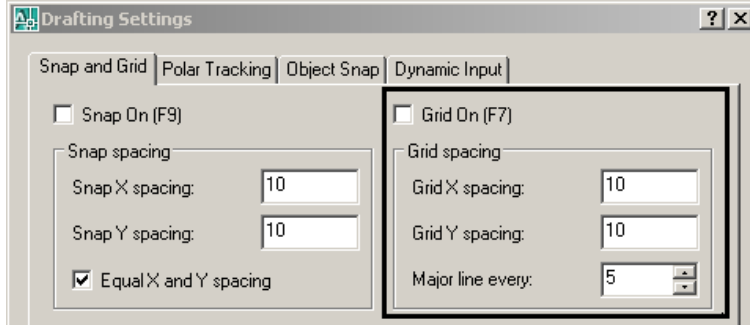 Drafting Settings
Snap and Grid Polar Tracking Object Snap Dynamic Input
Snap On (F9)
Snap spacing
Snap X spacing: 10
Snap Y spacing: 10
Equal X and Y spacing
Grid On (F7)
Grid spacing
Grid X spacing: 10
Grid Y spacing: 10
Major line every: 5